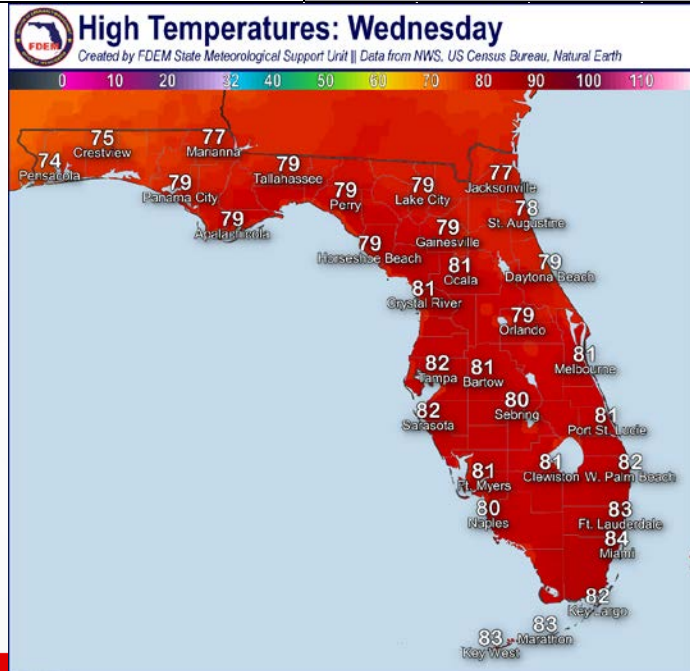 FDEM
High Temperatures: Wednesday
Created by FDEM State Meteorological Support Unit || Data from NWS, US Census Bureau, Natural Earth
0 10 20 32 40 50 60 70 80 90 100 110
75
Crestview
77
Marianna
74
Pensacola
79
Tallahassee
77
Jacksonville
79
Panama City
79
Perry
79
Lake City
78
St. Augustine
79
Apalachicola
79
Gainesville
79
Horseshoe Beach
81
Ocala
79
Daytona Beach
81
Crystal River
79
Orlando
81
Melbourne
82
Tampa
81
Bartow
80
Sebring
82
Sarasota
81
Port St. Lucie
81
Ft. Myers
81
Clewiston
82
W. Palm Beach
80
Naples
83
Ft. Lauderdale
84
Miami
82
Key Largo
83
Marathon
83
Key West